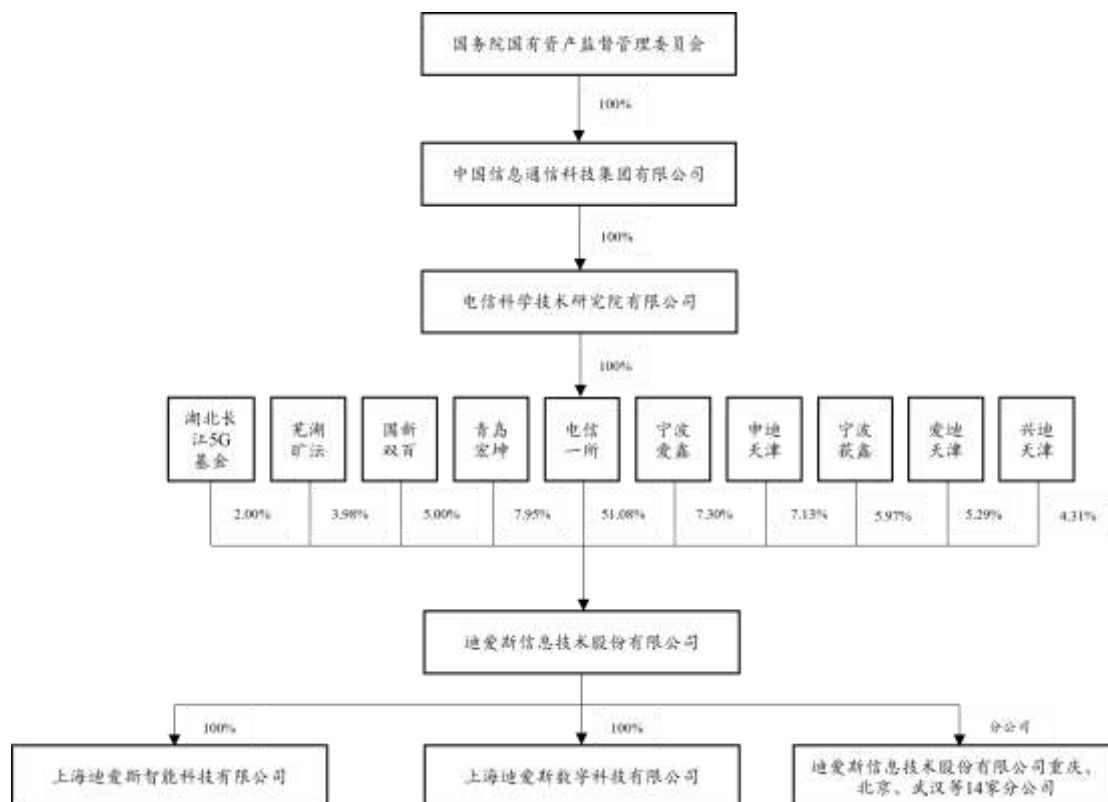 国务院国有资产监督管理委员会
100%
中国信息通信科技集团有限公司
100%
电信科学技术研究院有限公司
100%
湖北长
江5G
基金
芜湖
旷沄
国新
双百
青岛
宏坤
电信
一所
宁波
爱鑫
申迪
天津
宁波
荻鑫
爱迪
天津
兴迪
天津
2.00%
3.98%
5.00%
7.95%
51.08%
7.30%
7.13%
5.97%
5.29%
4.31%
迪爱斯信息技术股份有限公司
100%
100%
分公司
上海迪爱斯智能科技有限公司
上海迪爱斯数字科技有限公司
迪爱斯信息技术股份有限公司重庆、
北京、武汉等14家分公司